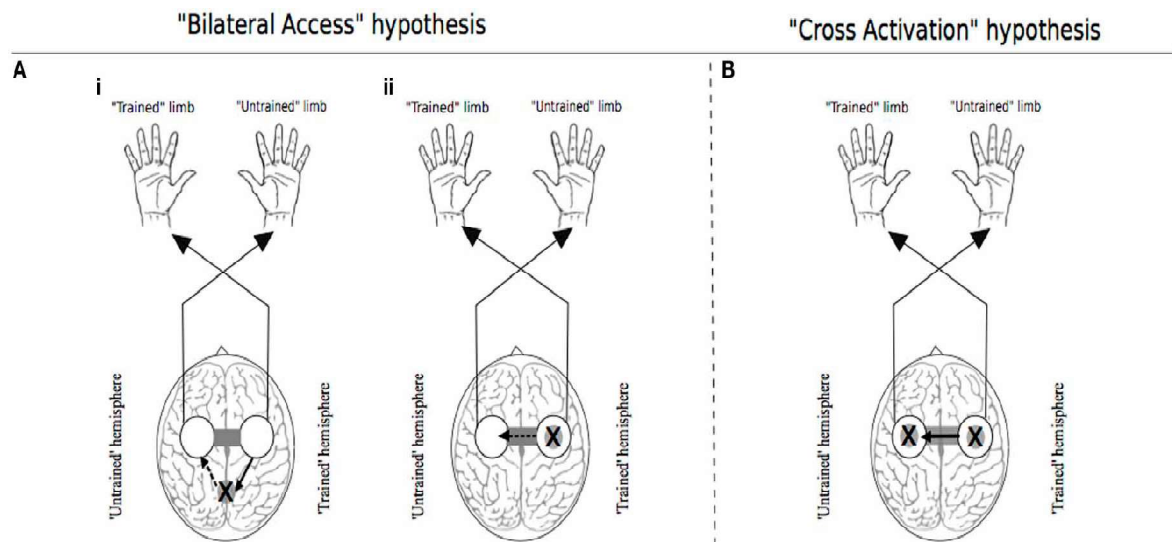 "Bilateral Access" hypothesis
"Cross Activation" hypothesis
A
i
"Trained" limb
"Untrained" limb
'Untrained' hemisphere
X
'Trained' hemisphere
ii
"Trained" limb
"Untrained" limb
'Untrained' hemisphere
X
'Trained' hemisphere
B
"Trained" limb
"Untrained" limb
'Untrained' hemisphere
X
X
'Trained' hemisphere